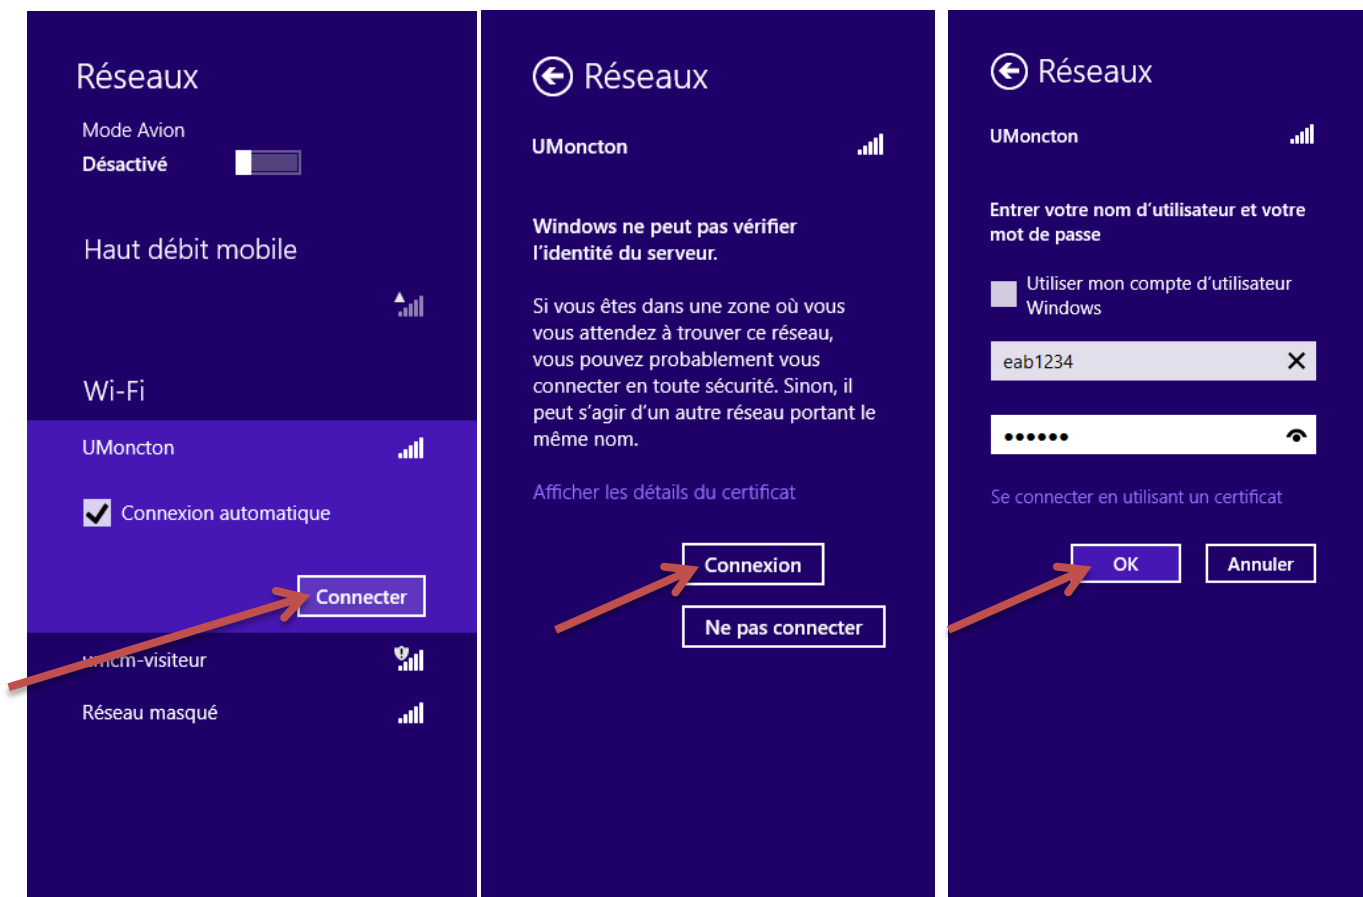 Réseaux
Mode Avion
Désactivé
Haut débit mobile
Wi-Fi
UMoncton
Connexion automatique
Connecter
umcm-visiteur
Réseau masqué
Réseaux
UMoncton
Windows ne peut pas vérifier
l'identité du serveur.
Si vous êtes dans une zone où vous
vous attendez à trouver ce réseau,
vous pouvez probablement vous
connecter en toute sécurité. Sinon, il
peut s'agir d'un autre réseau portant le
même nom.
Afficher les détails du certificat
Connexion
Ne pas connecter
Réseaux
UMoncton
Entrer votre nom d'utilisateur et votre
mot de passe
Utiliser mon compte d'utilisateur
Windows
eab1234
••••••
Se connecter en utilisant un certificat
OK
Annuler